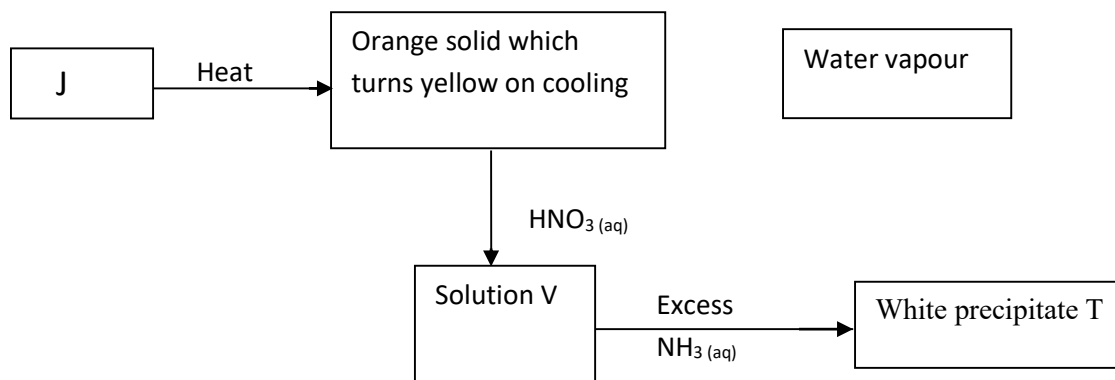 J
Heat
Orange solid which
turns yellow on cooling
Water vapour
HNO₃ (aq)
Solution V
Excess
NH₃ (aq)
White precipitate T